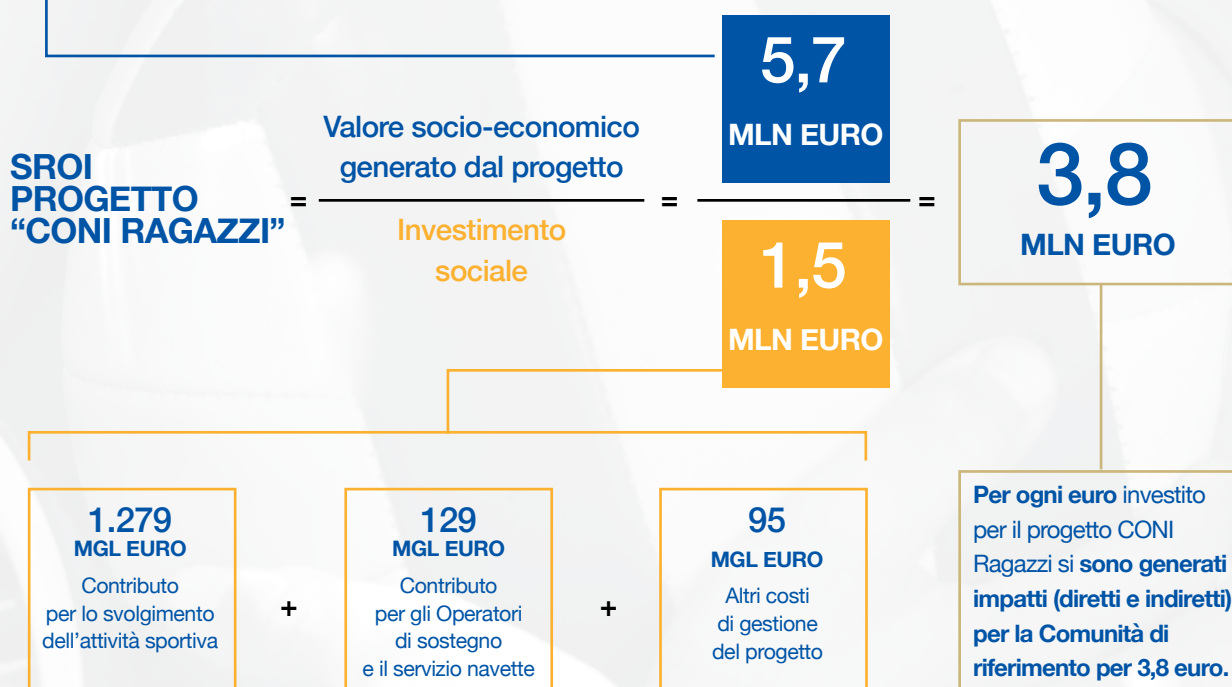 5,7
MLN EURO
SROI
PROGETTO
“CONI RAGAZZI”
=
Valore socio-economico
generato dal progetto
Investimento
sociale
=
1,5
MLN EURO
=
3,8
MLN EURO
1.279
MGL EURO
Contributo
per lo svolgimento
dell’attività sportiva
+
129
MGL EURO
Contributo
per gli Operatori
di sostegno
e il servizio navette
+
95
MGL EURO
Altri costi
di gestione
del progetto
Per ogni euro investito
per il progetto CONI
Ragazzi si sono generati
impatti (diretti e indiretti)
per la Comunità di
riferimento per 3,8 euro.